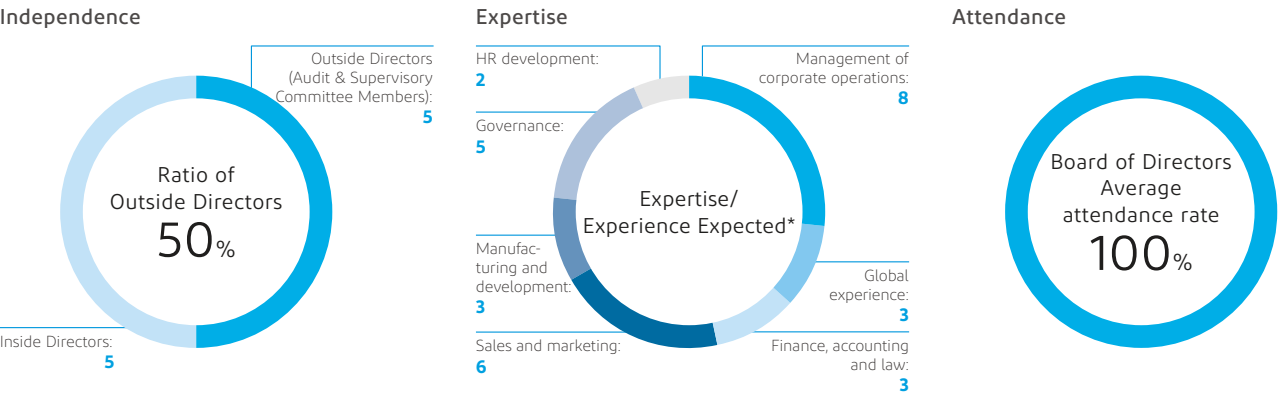 Independence
Outside Directors
(Audit & Supervisory
Committee Members):
5
Ratio of
Outside Directors
50%
Inside Directors:
5
Expertise
HR development:
2
Management of
corporate operations:
8
Governance:
5
Expertise/
Experience Expected*
Manufac-
turing and
development:
3
Global
experience:
3
Sales and marketing:
6
Finance, accounting
and law:
3
Attendance
Board of Directors
Average
attendance rate
100%